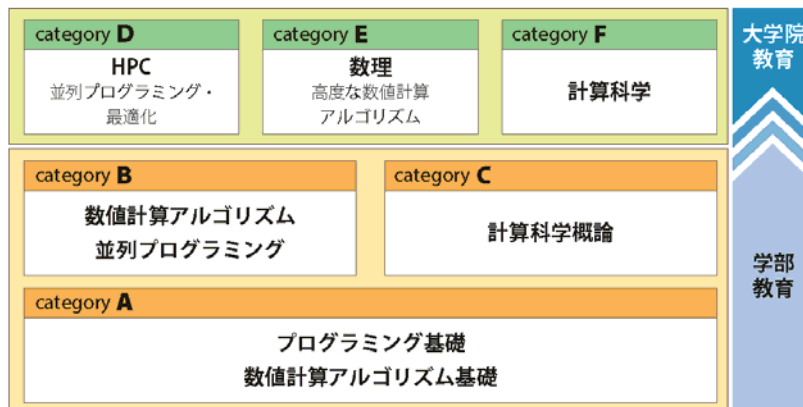 category D
HPC
並列プログラミング・
最適化
category E
数理
高度な数値計算
アルゴリズム
category F
計算科学
大学院
教育
category B
数値計算アルゴリズム
並列プログラミング
category C
計算科学概論
学部
教育
category A
プログラミング基礎
数値計算アルゴリズム基礎